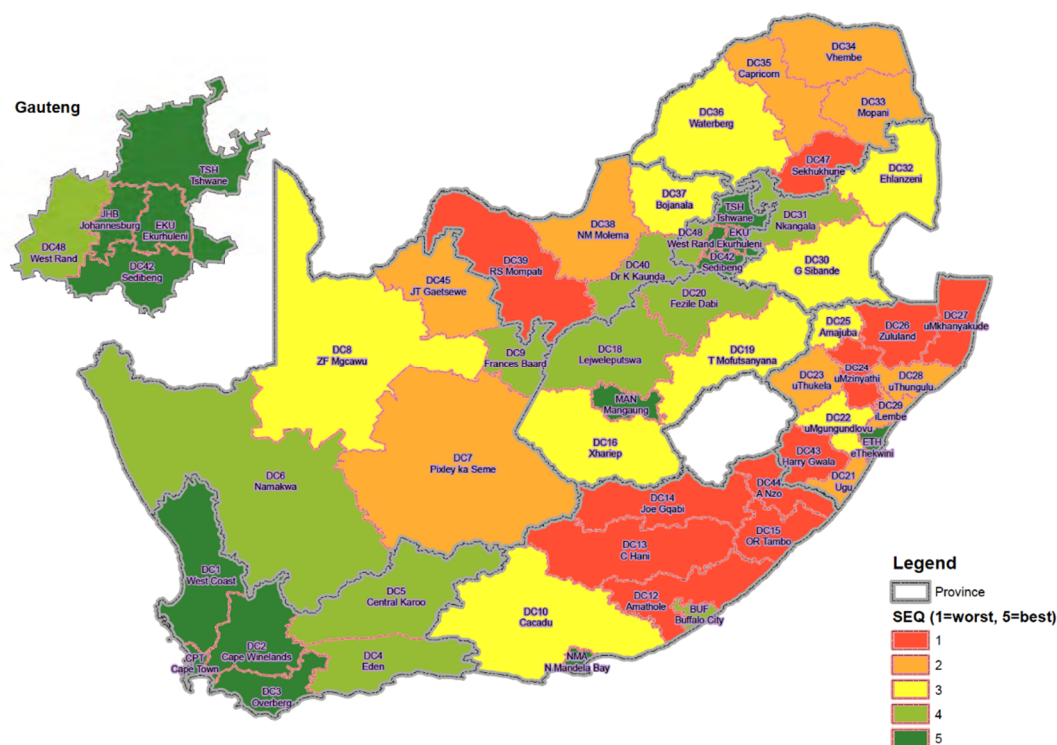 Gauteng
TSH
Tshwane
JHB
Johannesburg
EKU
Ekurhuleni
DC48
West Rand
DC42
Sedibeng
DC34
Vhembe
DC35
Capricorn
DC33
Mopani
DC36
Waterberg
DC47
Sekhukhune
DC32
Ehlanzeni
DC37
Bojanala
TSH
Tshwane
DC31
Nkangala
DC38
NM Molema
DC48
West Rand
EKU
Ekurhuleni
DC42
Sedibeng
DC30
G Sibande
DC39
RS Mompati
DC40
Dr K Kaunda
DC45
JT Gaetsewe
DC20
Fezile Dabi
DC27
uMkhanyakude
DC25
Amajuba
DC26
Zululand
DC8
ZF Mgcawu
DC9
Frances Baard
DC18
Lejweleputswa
DC19
T Mofutsanyana
DC24
uMzinyathi
DC23
uThukela
DC28
uThungulu
MAN
Mangaung
DC29
iLembe
DC22
uMgungundlovu
ETH
eThekwini
DC16
Xhariep
DC43
Harry Gwala
DC7
Pixley ka Seme
DC21
Ugu
DC6
Namakwa
DC44
A Nzo
DC14
Joe Gqabi
DC15
OR Tambo
DC13
C Hani
DC1
West Coast
DC5
Central Karoo
DC12
Amathole
BUF
Buffalo City
DC10
Cacadu
DC2
Cape Winelands
CPT
Cape Town
DC4
Eden
NMA
N Mandela Bay
DC3
Overberg
Legend
Province
SEQ (1=worst, 5=best)
1
2
3
4
5